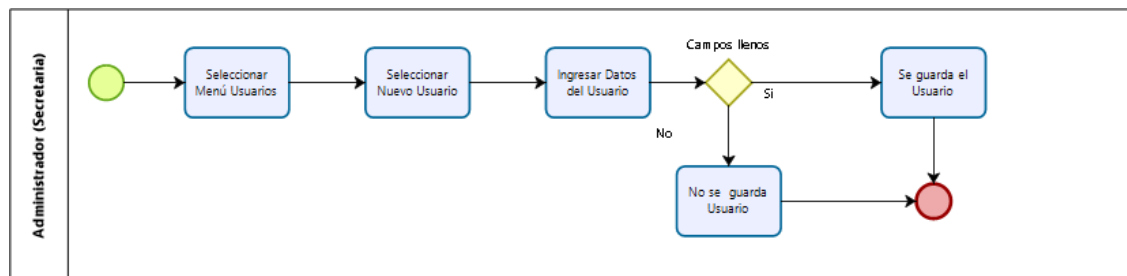 Administrador (Secretaria)
Seleccionar
Menú Usuarios
Seleccionar
Nuevo Usuario
Ingresar Datos
del Usuario
Campos llenos
Si
Se guarda el
Usuario
No
No se guarda
Usuario